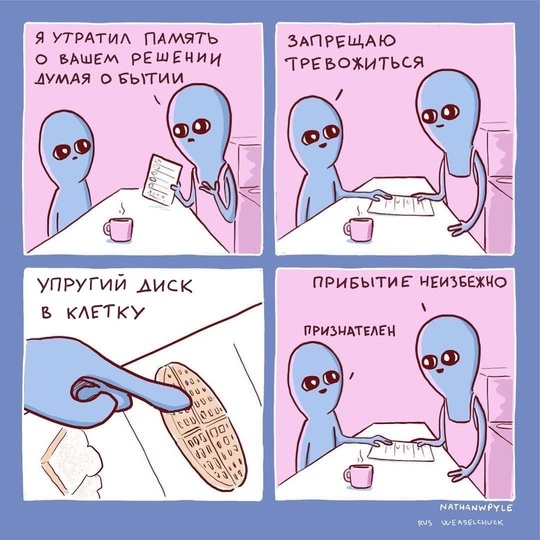 Я УТРАТИЛ ПАМЯТЬ
О ВАШЕМ РЕШЕНИИ
ДУМАЯ О БЫТИИ
ЗАПРЕЩАЮ
ТРЕВОЖИТЬСЯ
УПРУГИЙ ДИСК
В КЛЕТКУ
ПРИБЫТИЕ НЕИЗБЕЖНО
ПРИЗНАТЕЛЕН
NATHANWPYLE
RUS WEASELCHUCK